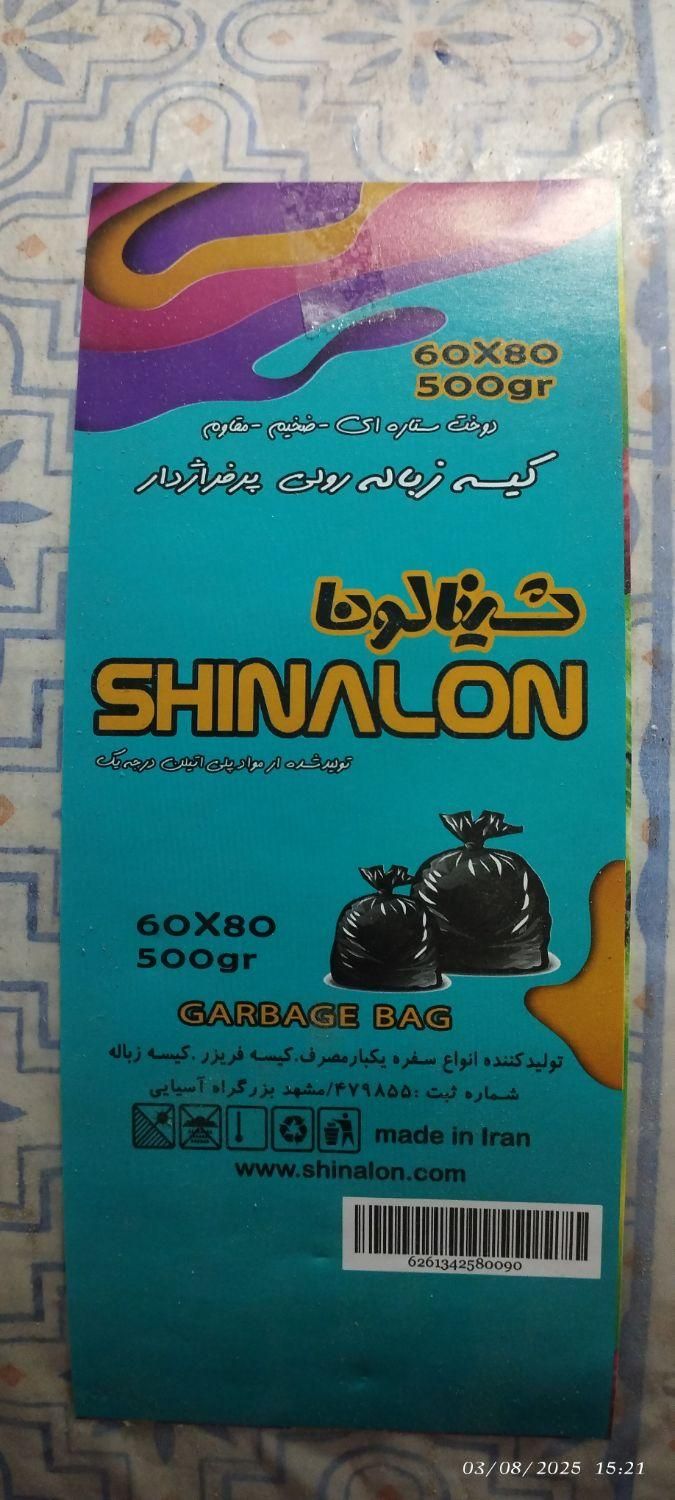 60X80
500gr
دوخت ستاره ای - ضخیم - مقاوم
کیسه زباله رولی پرفراژدار
شینالون
SHINALON
تولیدشده از مواد پلی اتیلن درجه یک
60X80
500gr
GARBAGE BAG
تولیدکننده انواع سفره یکبارمصرف،کیسه فریزر ،کیسه زباله
شماره ثبت :۴۷۹۸۵۵/مشهد بزرگراه آسیایی
made in Iran
www.shinalon.com
6261342580090
03/08/2025 15:21